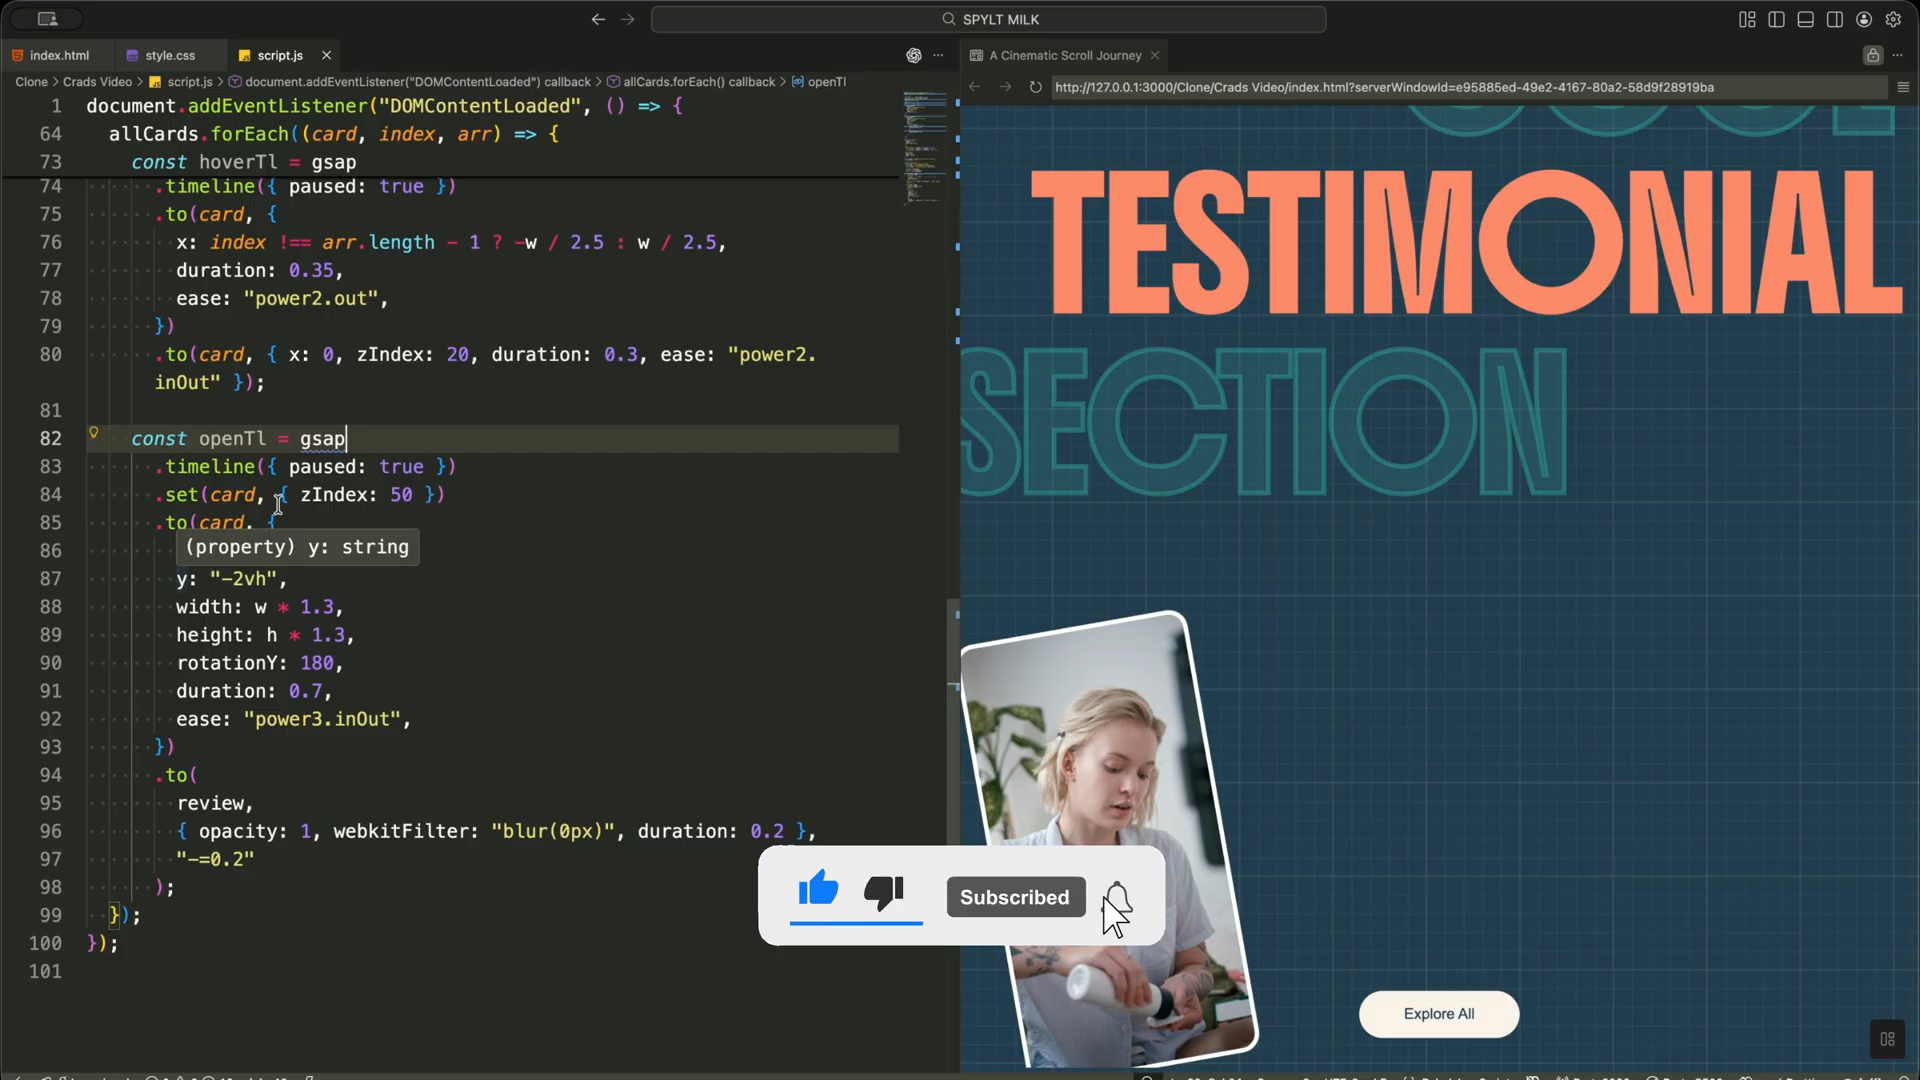 SPYLT MILK
index.html
style.css
script.js
Clone > Crads Video > script.js > document.addEventListener("DOMContentLoaded") callback > allCards.forEach() callback > openTl
1 document.addEventListener("DOMContentLoaded", () => {
64 allCards.forEach((card, index, arr) => {
73 const hoverTl = gsap
74 .timeline({ paused: true })
75 .to(card, {
76 x: index !== arr.length - 1 ? -w / 2.5 : w / 2.5,
77 duration: 0.35,
78 ease: "power2.out",
79 })
80 .to(card, { x: 0, zIndex: 20, duration: 0.3, ease: "power2.
inOut" });
81
82 const openTl = gsap
83 .timeline({ paused: true })
84 .set(card, { zIndex: 50 })
85 .to(card, {
86 (property) y: string
87 y: "-2vh",
88 width: w * 1.3,
89 height: h * 1.3,
90 rotationY: 180,
91 duration: 0.7,
92 ease: "power3.inOut",
93 })
94 .to(
95 review,
96 { opacity: 1, webkitFilter: "blur(0px)", duration: 0.2 },
97 "-=0.2"
98 );
99 });
100 });
101
A Cinematic Scroll Journey
http://127.0.0.1:3000/Clone/Crads Video/index.html?serverWindowId=e95885ed-49e2-4167-80a2-58d9f28919ba
TESTIMONIAL
SECTION
Subscribed
Explore All